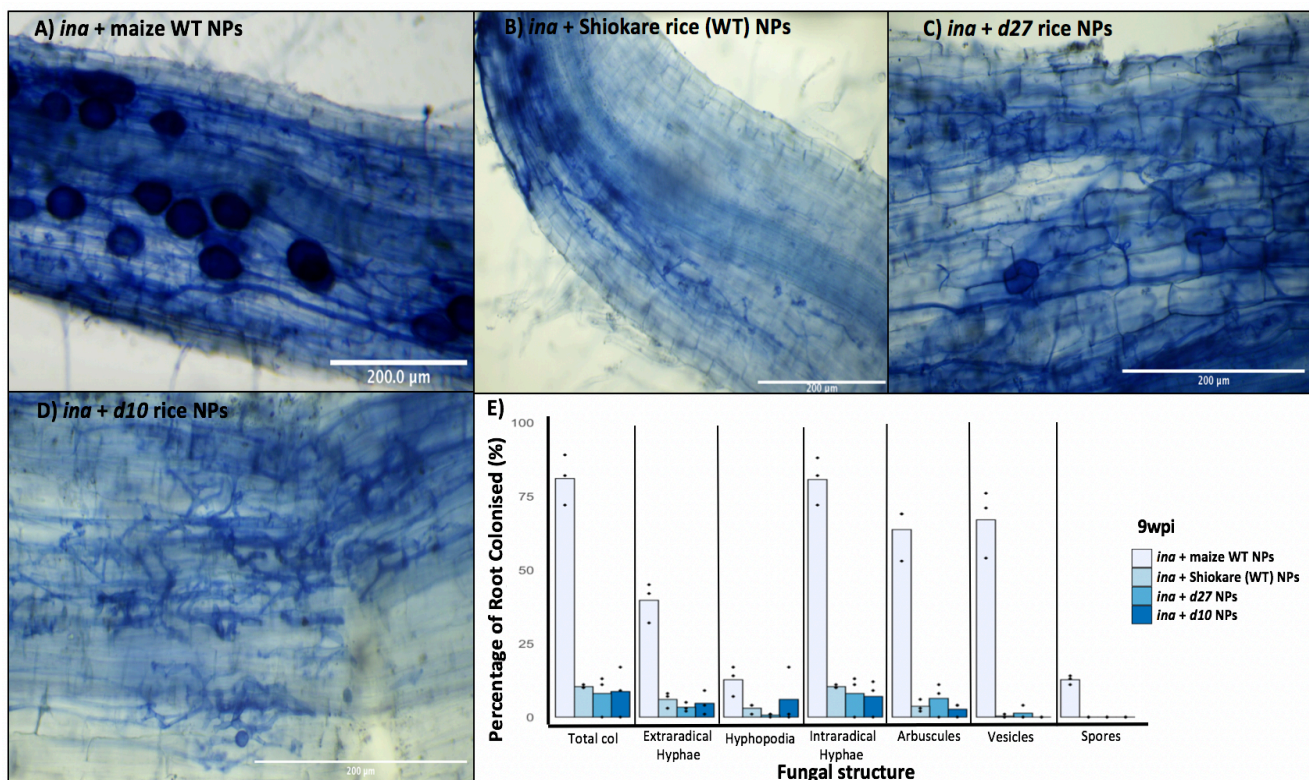 A) ina + maize WT NPs
200.0 µm
B) ina + Shiokare rice (WT) NPs
200 µm
C) ina + d27 rice NPs
200 µm
D) ina + d10 rice NPs
200 µm
E)
Percentage of Root Colonised (%)
100
75
50
25
0
Total col
Extraradical
Hyphae
Hyphopodia
Intraradical
Hyphae
Arbuscules
Vesicles
Spores
Fungal structure
9wpi
ina + maize WT NPs
ina + Shiokare (WT) NPs
ina + d27 NPs
ina + d10 NPs